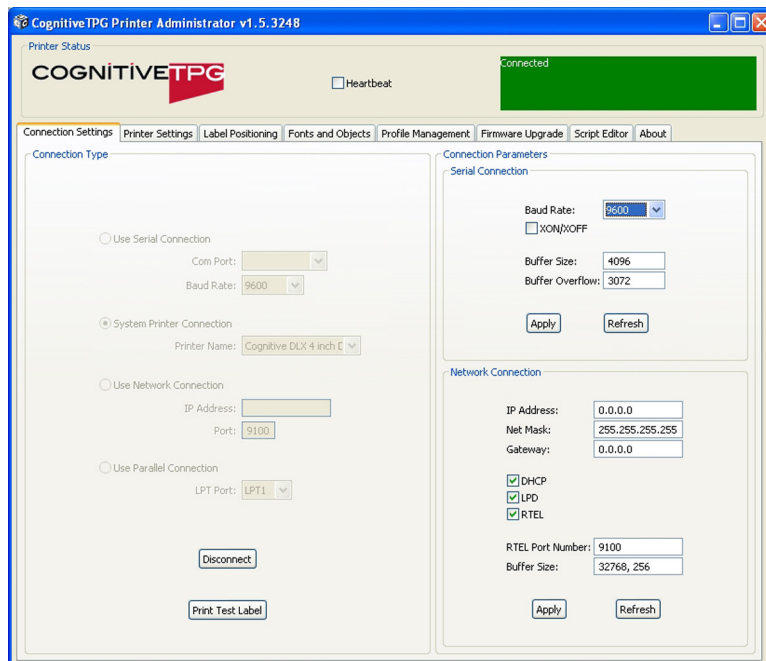 CognitiveTPG Printer Administrator v1.5.3248
Printer Status
COGNITIVETPG
Heartbeat
Connected
Connection Settings Printer Settings Label Positioning Fonts and Objects Profile Management Firmware Upgrade Script Editor About
Connection Type
Use Serial Connection
Com Port:
Baud Rate: 9600
System Printer Connection
Printer Name: Cognitive DLX 4 inch D
Use Network Connection
IP Address:
Port: 9100
Use Parallel Connection
LPT Port: LPT1
Disconnect
Print Test Label
Connection Parameters
Serial Connection
Baud Rate: 9600
XON/XOFF
Buffer Size: 4096
Buffer Overflow: 3072
Apply Refresh
Network Connection
IP Address: 0.0.0.0
Net Mask: 255.255.255.255
Gateway: 0.0.0.0
DHCP
LPD
RTEL
RTEL Port Number: 9100
Buffer Size: 32768, 256
Apply Refresh